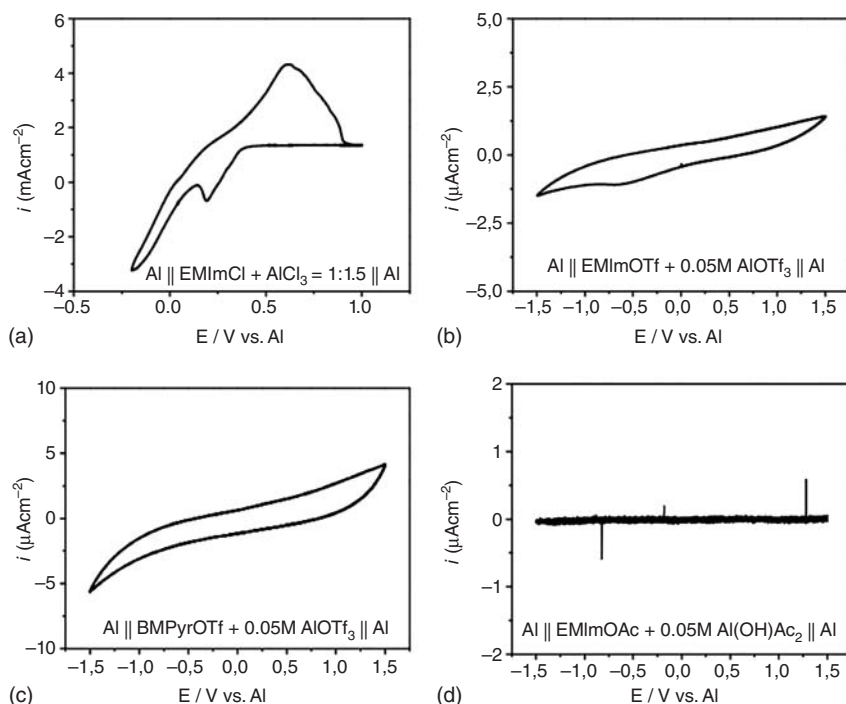 6
4
2
0
−2
−4
i (mAcm⁻²)
−0.5 0.0 0.5 1.0
Al || EMImCl + AlCl₃ = 1:1.5 || Al
E / V vs. Al
(a)
5,0
2,5
0,0
−2,5
−5,0
i (μAcm⁻²)
−1,5 −1,0 −0,5 0,0 0,5 1,0 1,5
Al || EMImOTf + 0.05M AlOTf₃ || Al
E / V vs. Al
(b)
10
5
0
−5
−10
i (μAcm⁻²)
−1,5 −1,0 −0,5 0,0 0,5 1,0 1,5
Al || BMPyrOTf + 0.05M AlOTf₃ || Al
E / V vs. Al
(c)
2
1
0
−1
−2
i (μAcm⁻²)
−1,5 −1,0 −0,5 0,0 0,5 1,0 1,5
Al || EMImOAc + 0.05M Al(OH)Ac₂ || Al
E / V vs. Al
(d)